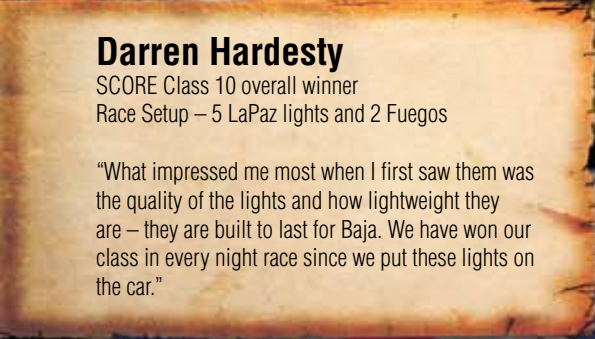 Darren Hardesty
SCORE Class 10 overall winner
Race Setup – 5 LaPaz lights and 2 Fuegos
“What impressed me most when I first saw them was
the quality of the lights and how lightweight they
are – they are built to last for Baja. We have won our
class in every night race since we put these lights on
the car.”